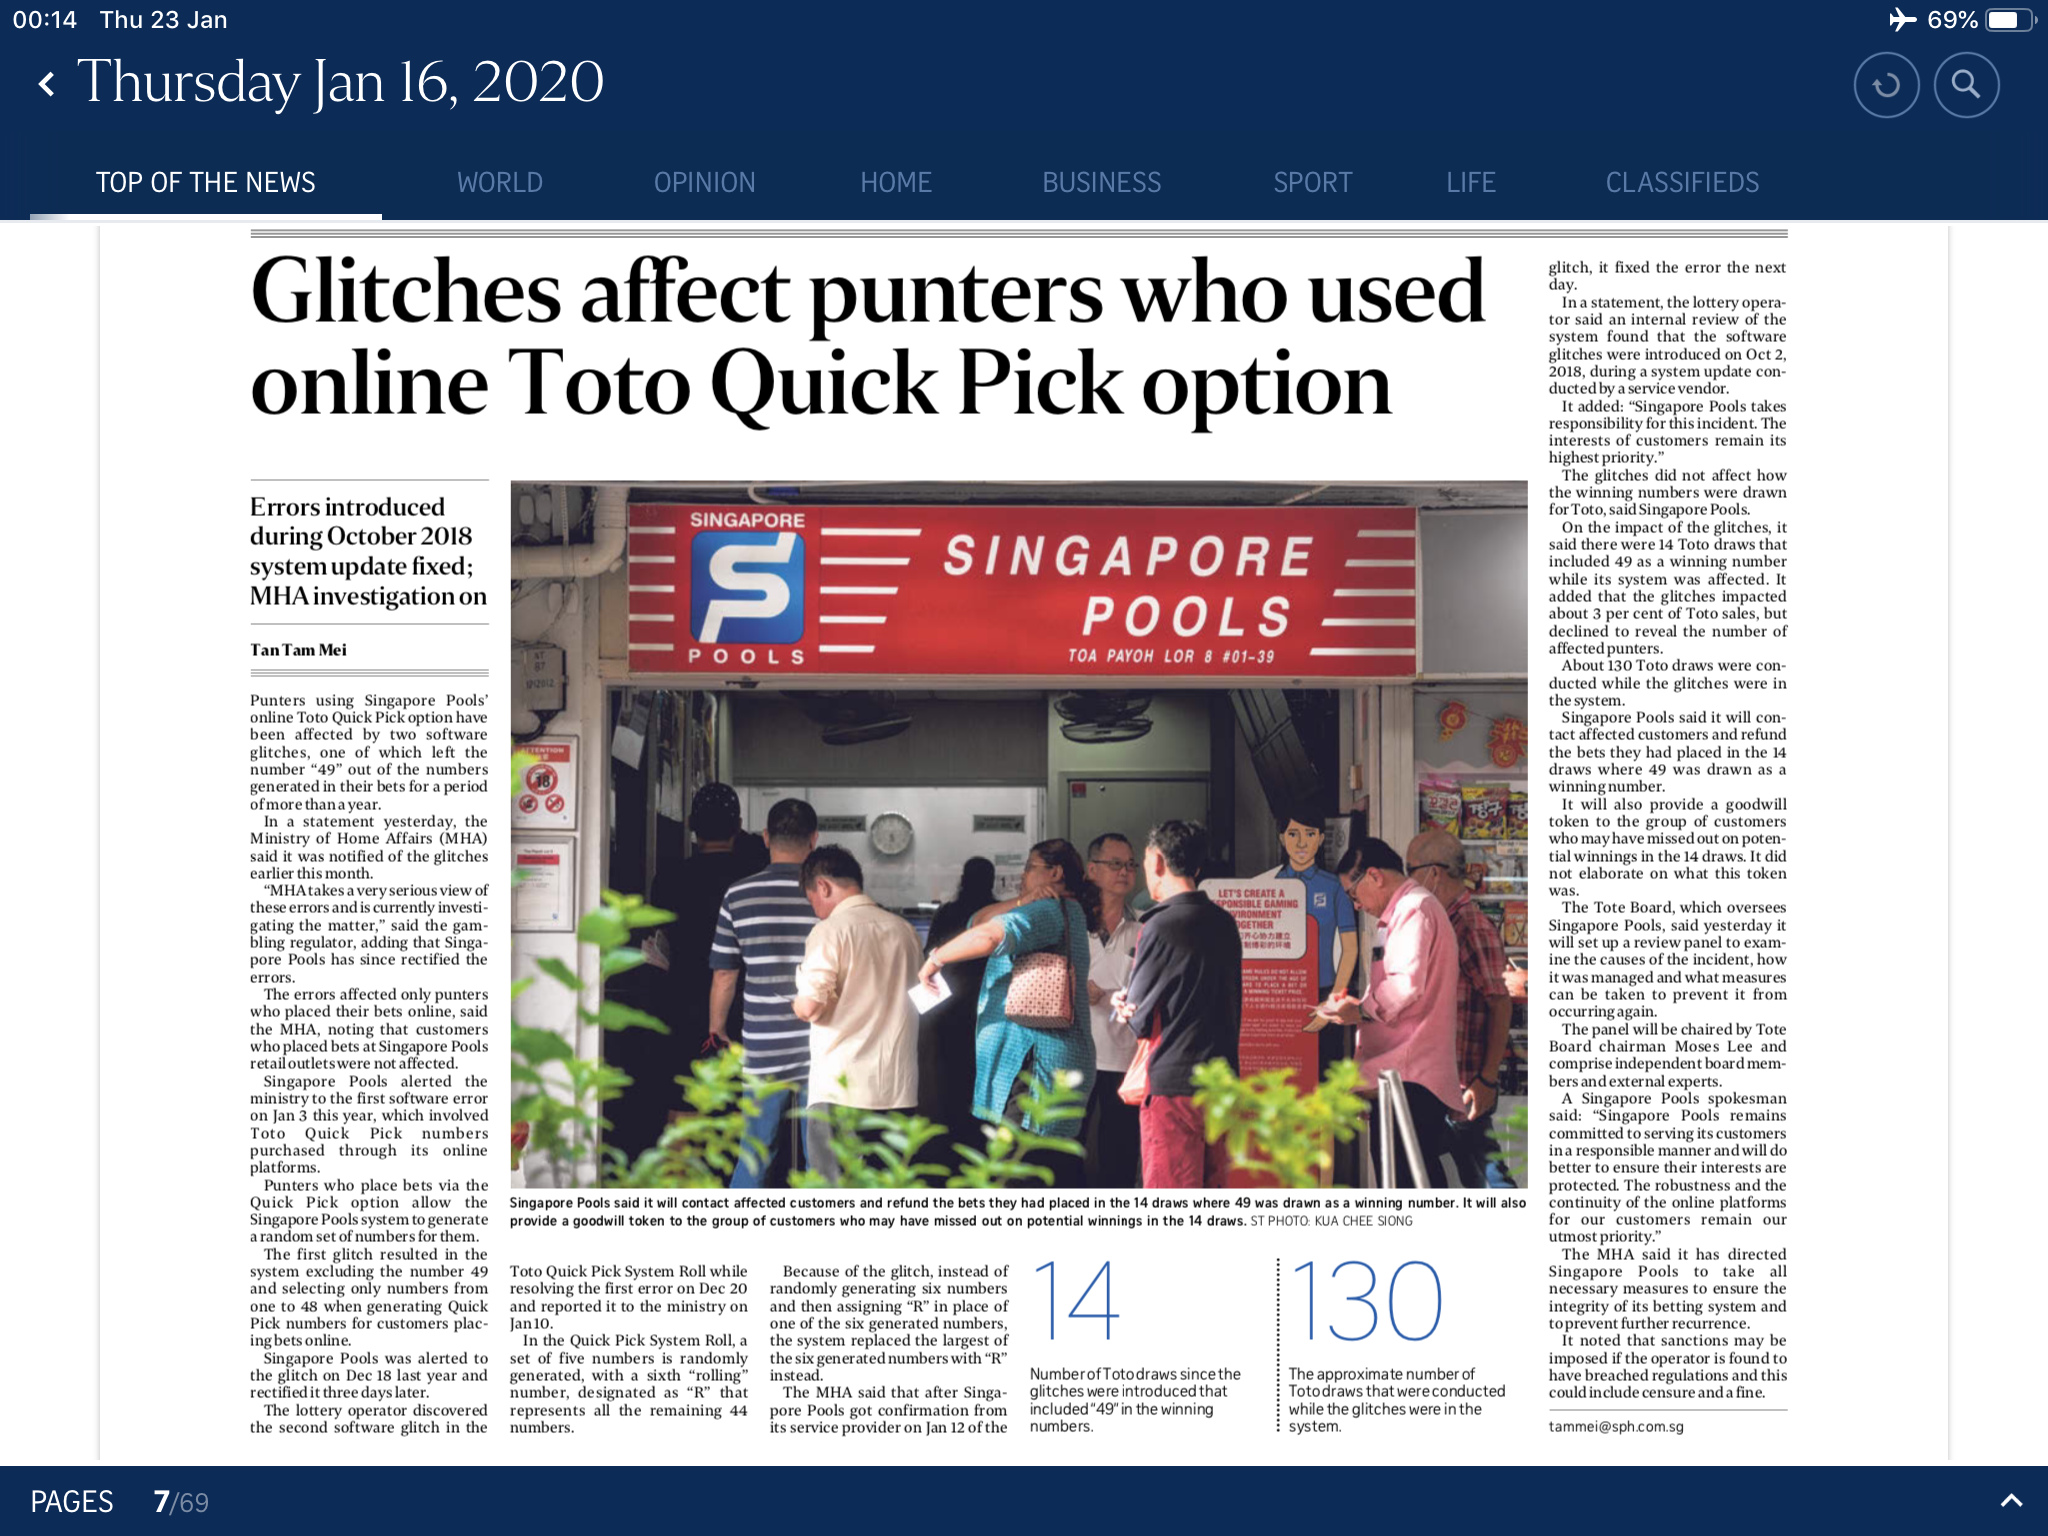 00:14 Thu 23 Jan
69%
Thursday Jan 16, 2020
TOP OF THE NEWS
WORLD
OPINION
HOME
BUSINESS
SPORT
LIFE
CLASSIFIEDS
Glitches affect punters who used
online Toto Quick Pick option
Errors introduced
during October 2018
system update fixed;
MHA investigation on
Tan Tam Mei
Punters using Singapore Pools’
online Toto Quick Pick option have
been affected by two software
glitches, one of which left the
number “49” out of the numbers
generated in their bets for a period
of more than a year.
In a statement yesterday, the
Ministry of Home Affairs (MHA)
said it was notified of the glitches
earlier this month.
“MHA takes a very serious view of
these errors and is currently investi-
gating the matter,” said the gam-
bling regulator, adding that Singa-
pore Pools has since rectified the
errors.
The errors affected only punters
who placed their bets online, said
the MHA, noting that customers
who placed bets at Singapore Pools
retail outlets were not affected.
Singapore Pools alerted the
ministry to the first software error
on Jan 3 this year, which involved
Toto Quick Pick numbers
purchased through its online
platforms.
Punters who place bets via the
Quick Pick option allow the
Singapore Pools system to generate
a random set of numbers for them.
The first glitch resulted in the
system excluding the number 49
and selecting only numbers from
one to 48 when generating Quick
Pick numbers for customers plac-
ing bets online.
Singapore Pools was alerted to
the glitch on Dec 18 last year and
rectified it three days later.
The lottery operator discovered
the second software glitch in the
SINGAPORE
POOLS
SINGAPORE
POOLS
TOA PAYOH LOR 8 #01-39
ATTENTION
18
LET'S CREATE A
GAMING
Singapore Pools said it will contact affected customers and refund the bets they had placed in the 14 draws where 49 was drawn as a winning number. It will also
provide a goodwill token to the group of customers who may have missed out on potential winnings in the 14 draws. ST PHOTO: KUA CHEE SIONG
Toto Quick Pick System Roll while
resolving the first error on Dec 20
and reported it to the ministry on
Jan 10.
In the Quick Pick System Roll, a
set of five numbers is randomly
generated, with a sixth “rolling”
number, designated as “R” that
represents all the remaining 44
numbers.
Because of the glitch, instead of
randomly generating six numbers
and then assigning “R” in place of
one of the six generated numbers,
the system replaced the largest of
the six generated numbers with “R”
instead.
The MHA said that after Singa-
pore Pools got confirmation from
its service provider on Jan 12 of the
14
Number of Toto draws since the
glitches were introduced that
included “49” in the winning
numbers.
130
The approximate number of
Toto draws that were conducted
while the glitches were in the
system.
glitch, it fixed the error the next
day.
In a statement, the lottery opera-
tor said an internal review of the
system found that the software
glitches were introduced on Oct 2,
2018, during a system update con-
ducted by a service vendor.
It added: “Singapore Pools takes
responsibility for this incident. The
interests of customers remain its
highest priority.”
The glitches did not affect how
the winning numbers were drawn
for Toto, said Singapore Pools.
On the impact of the glitches, it
said there were 14 Toto draws that
included 49 as a winning number
while its system was affected. It
added that the glitches impacted
about 3 per cent of Toto sales, but
declined to reveal the number of
affected punters.
About 130 Toto draws were con-
ducted while the glitches were in
the system.
Singapore Pools said it will con-
tact affected customers and refund
the bets they had placed in the 14
draws where 49 was drawn as a
winning number.
It will also provide a goodwill
token to the group of customers
who may have missed out on poten-
tial winnings in the 14 draws. It did
not elaborate on what this token
was.
The Tote Board, which oversees
Singapore Pools, said yesterday it
will set up a review panel to exam-
ine the causes of the incident, how
it was managed and what measures
can be taken to prevent it from
occurring again.
The panel will be chaired by Tote
Board chairman Moses Lee and
comprise independent board mem-
bers and external experts.
A Singapore Pools spokesman
said: “Singapore Pools remains
committed to serving its customers
in a responsible manner and will do
better to ensure their interests are
protected. The robustness and the
continuity of the online platforms
for our customers remain our
utmost priority.”
The MHA said it has directed
Singapore Pools to take all
necessary measures to ensure the
integrity of its betting system and
to prevent further recurrence.
It noted that sanctions may be
imposed if the operator is found to
have breached regulations and this
could include censure and a fine.
tammei@sph.com.sg
PAGES 7/69